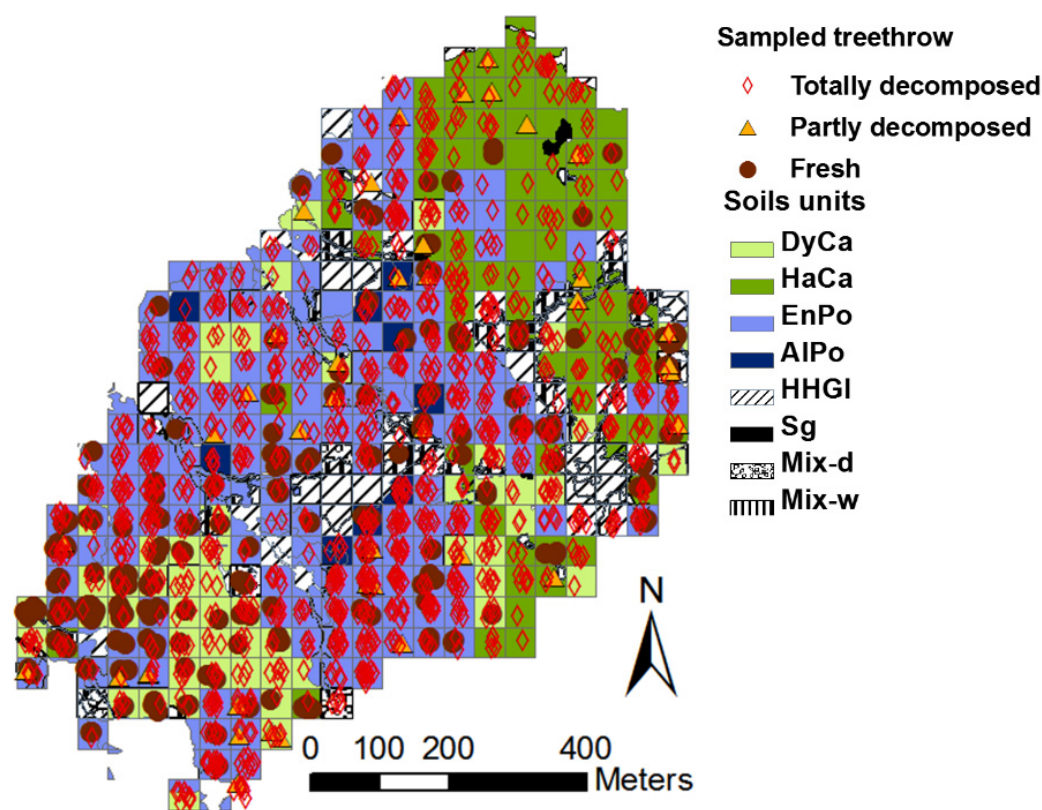 Sampled treethrow
Totally decomposed
Partly decomposed
Fresh
Soils units
DyCa
HaCa
EnPo
AlPo
HHGl
Sg
Mix-d
Mix-w
N
0 100 200 400
Meters